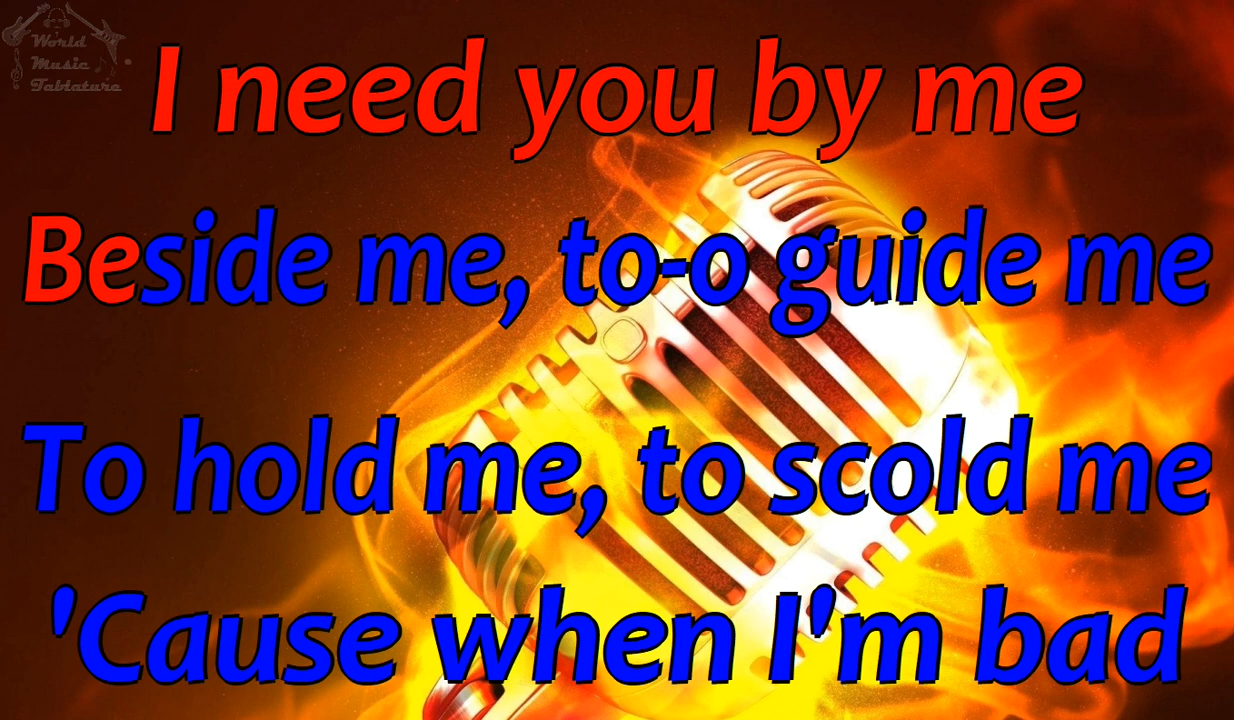 World
Music
Tablature
I need you by me
Beside me, to-o guide me
To hold me, to scold me
'Cause when I'm bad